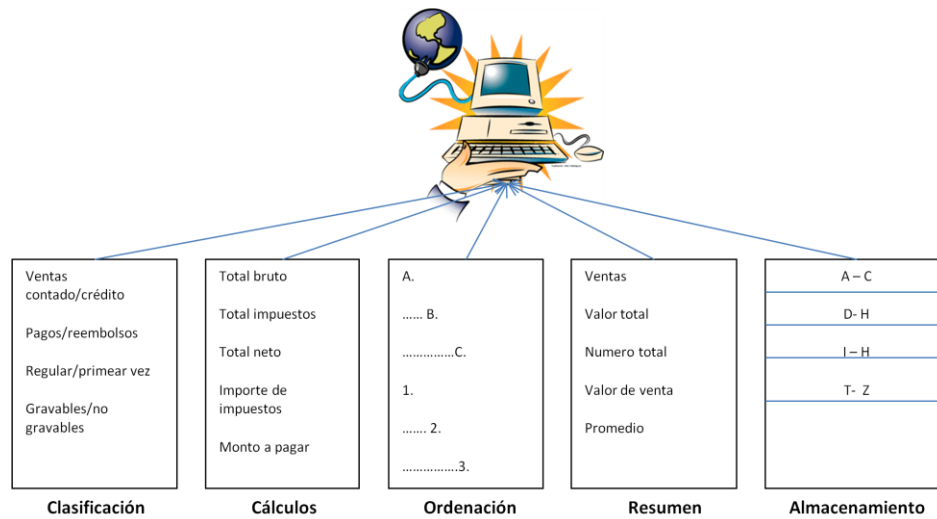 Ventas
contado/crédito
Pagos/reembolsos
Regular/primear vez
Gravables/no
gravables
Clasificación
Total bruto
Total impuestos
Total neto
Importe de
impuestos
Monto a pagar
Cálculos
A.
...... B.
..............C.
1.
....... 2.
................3.
Ordenación
Ventas
Valor total
Numero total
Valor de venta
Promedio
Resumen
A – C
D- H
I – H
T- Z
Almacenamiento